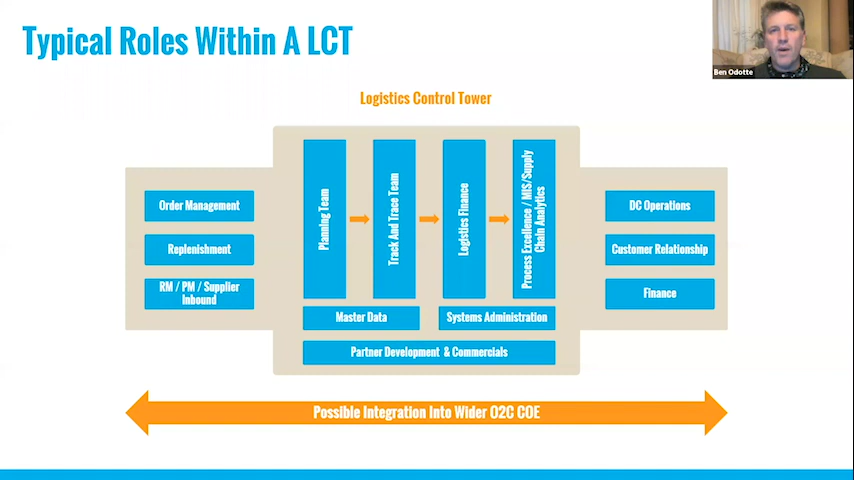 Typical Roles Within A LCT
Ben Odotte
Logistics Control Tower
Order Management
Replenishment
RM / PM / Supplier
Inbound
Planning Team
Track And Trace Team
Logistics Finance
Process Excellence / MIS/Supply
Chain Analytics
Master Data
Systems Administration
Partner Development & Commercials
DC Operations
Customer Relationship
Finance
Possible Integration Into Wider O2C COE